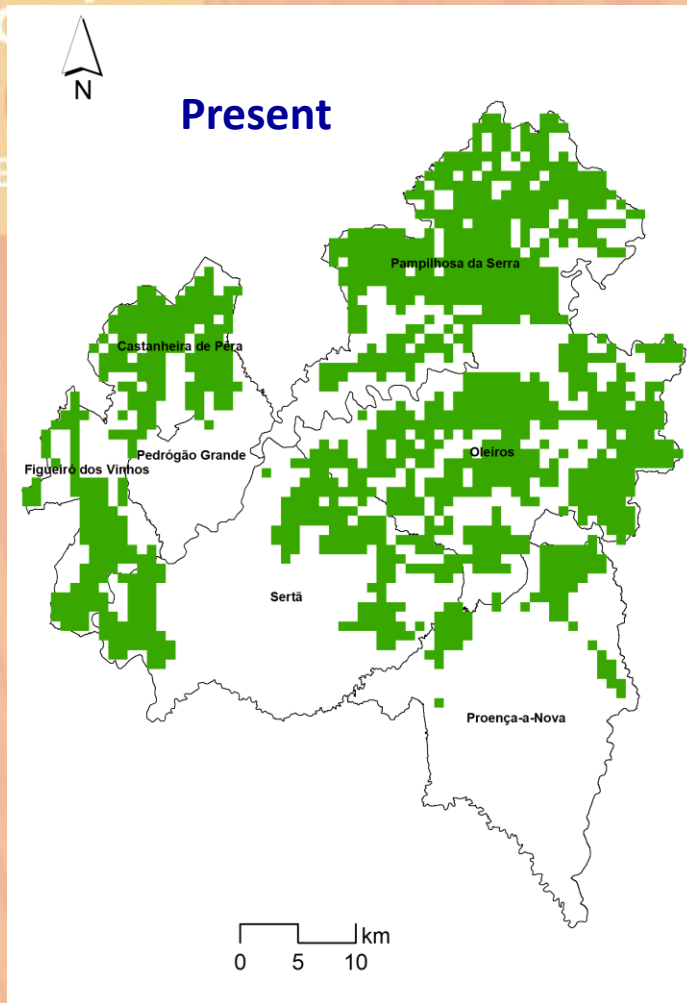 N
Present
Pampilhosa da Serra
Castanheira de Pêra
Pedrógão Grande
Oleiros
Figueiró dos Vinhos
Sertã
Proença-a-Nova
km
0 5 10